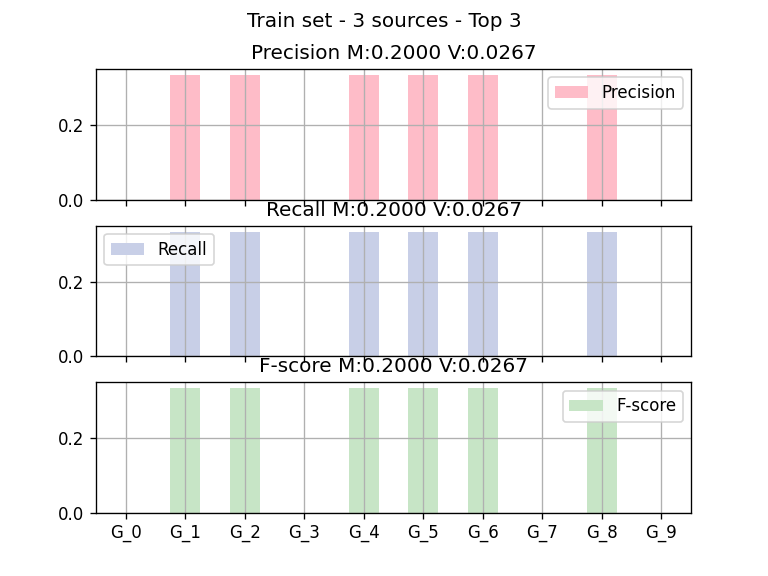 Train set - 3 sources - Top 3
Precision M:0.2000 V:0.0267
Precision
0.2
0.0
Recall M:0.2000 V:0.0267
Recall
0.2
0.0
F-score M:0.2000 V:0.0267
F-score
0.2
0.0
G_0 G_1 G_2 G_3 G_4 G_5 G_6 G_7 G_8 G_9